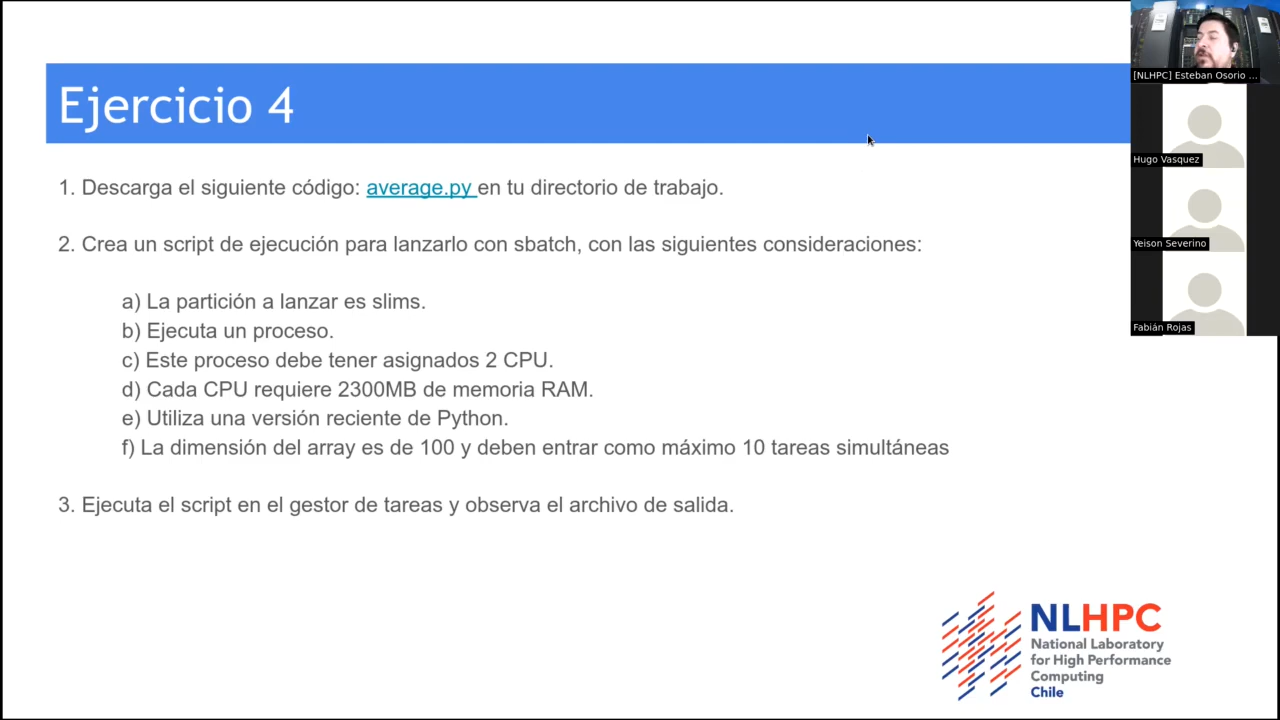 Ejercicio 4
1. Descarga el siguiente código: average.py en tu directorio de trabajo.
2. Crea un script de ejecución para lanzarlo con sbatch, con las siguientes consideraciones:
a) La partición a lanzar es slims.
b) Ejecuta un proceso.
c) Este proceso debe tener asignados 2 CPU.
d) Cada CPU requiere 2300MB de memoria RAM.
e) Utiliza una versión reciente de Python.
f) La dimensión del array es de 100 y deben entrar como máximo 10 tareas simultáneas
3. Ejecuta el script en el gestor de tareas y observa el archivo de salida.
[NLHPC] Esteban Osorio ...
Hugo Vasquez
Yeison Severino
Fabián Rojas
NLHPC
National Laboratory
for High Performance
Computing
Chile